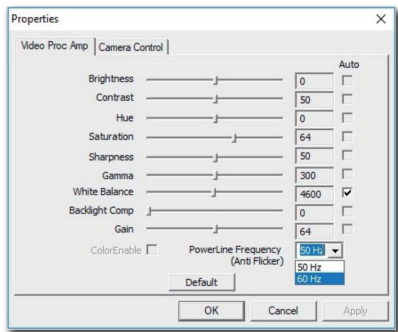 Properties
Video Proc Amp Camera Control
Auto
Brightness 0
Contrast 50
Hue 0
Saturation 64
Sharpness 50
Gamma 300
White Balance 4600
Backlight Comp 0
Gain 64
ColorEnable PowerLine Frequency 50 Hz
(Anti Flicker)
50 Hz
60 Hz
Default
OK Cancel Apply